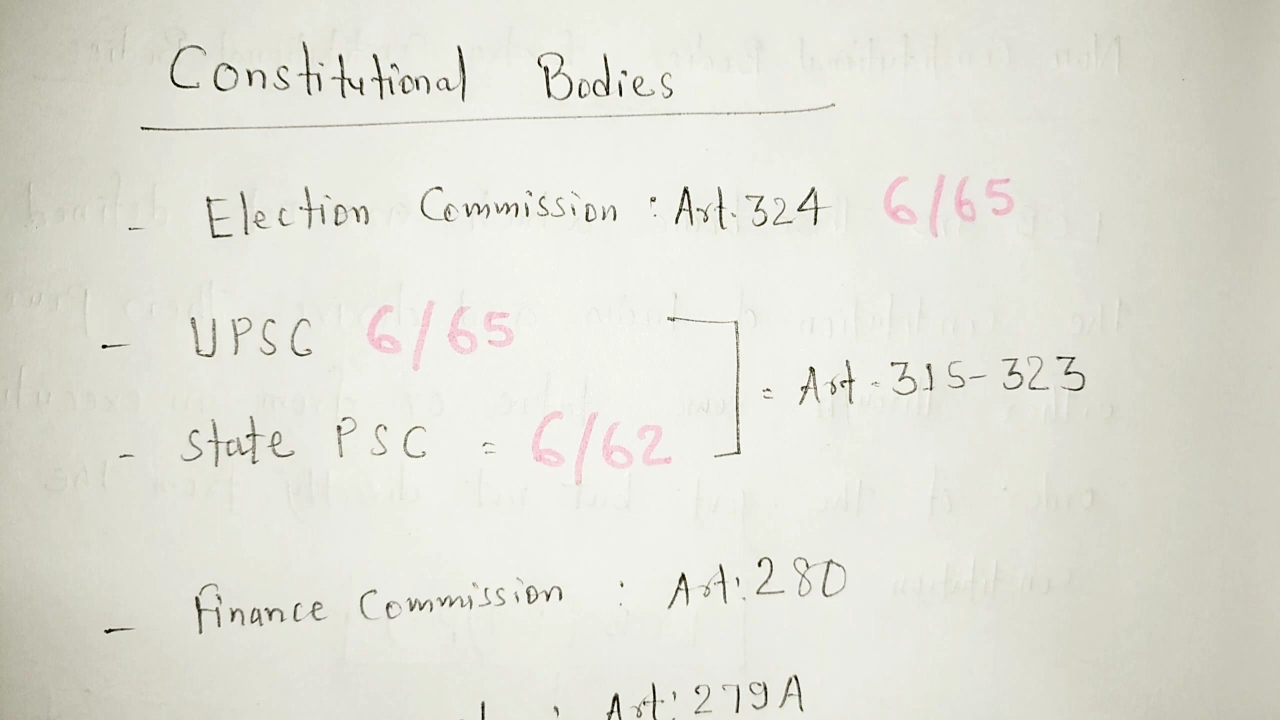 Constitutional Bodies
- Election Commission : Art. 324 6/65
- UPSC 6/65
= Art. 315-323
- State PSC = 6/62
- Finance Commission : Art: 280
: Art: 279A